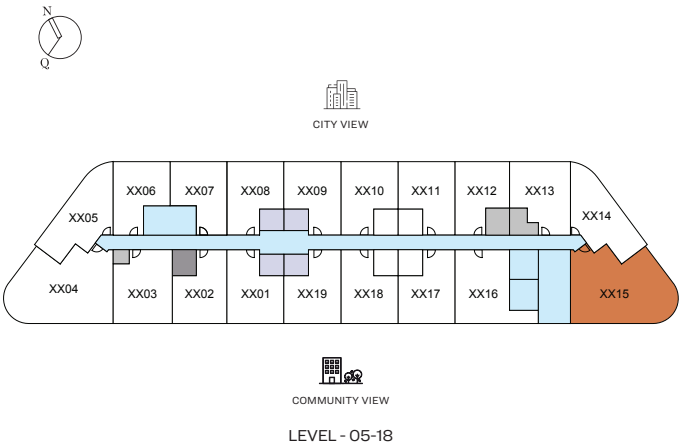 N
Q
CITY VIEW
XX06 XX07 XX08 XX09 XX10 XX11 XX12 XX13
XX05 XX14
XX04 XX03 XX02 XX01 XX19 XX18 XX17 XX16 XX15
COMMUNITY VIEW
LEVEL - 05-18